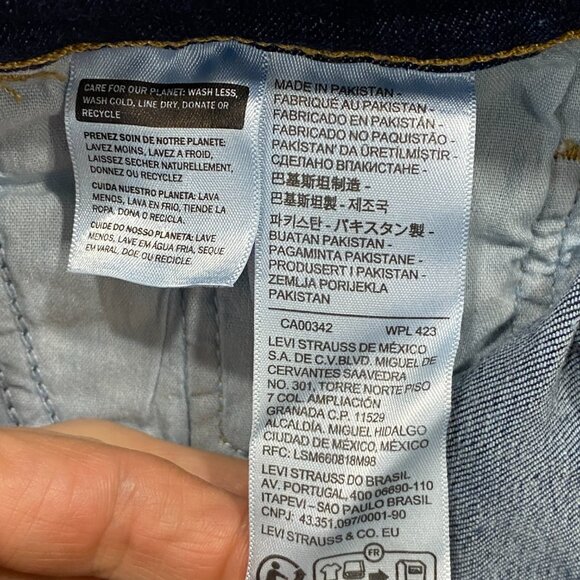 CARE FOR OUR PLANET: WASH LESS,
WASH COLD, LINE DRY, DONATE OR
RECYCLE
PRENEZ SOIN DE NOTRE PLANETE:
LAVEZ MOINS, LAVEZ A FROID,
LAISSEZ SECHER NATURELLEMENT,
DONNEZ OU RECYCLEZ
CUIDA NUESTRO PLANETA: LAVA
MENOS, LAVA EN FRIO, TIENDE LA
ROPA, DONA O RECICLA.
CUIDE DO NOSSO PLANETA: LAVE
MENOS, LAVE EM ÁGUA FRIA, SEQUE
EM VARAL, DOE OU RECICLE.
MADE IN PAKISTAN -
FABRIQUÉ AU PAKISTAN -
FABRICADO EN PAKISTÁN -
FABRICADO NO PAQUISTÃO -
PAKİSTAN' DA ÜRETİLMİŞTİR -
СДЕЛАНО ВПАКИСТАНЕ -
巴基斯坦制造 -
巴基斯坦製 - 제조국
파키스탄 - パキスタン製 -
BUATAN PAKISTAN -
PAGAMINTA PAKISTANE -
PRODUSERT I PAKISTAN -
ZEMLJA PORIJEKLA
PAKISTAN
CA00342 WPL 423
LEVI STRAUSS DE MÉXICO
S.A. DE C.V.BLVD. MIGUEL DE
CERVANTES SAAVEDRA
NO. 301, TORRE NORTE PISO
7 COL. AMPLIACIÓN
GRANADA C.P. 11529
ALCALDÍA. MIGUEL HIDALGO
CIUDAD DE MÉXICO, MÉXICO
RFC: LSM660818M98
LEVI STRAUSS DO BRASIL
AV. PORTUGAL, 400 06690-110
ITAPEVI – SAO PAULO BRASIL
CNPJ: 43.351,097/0001-90
LEVI STRAUSS & CO. EU
FR